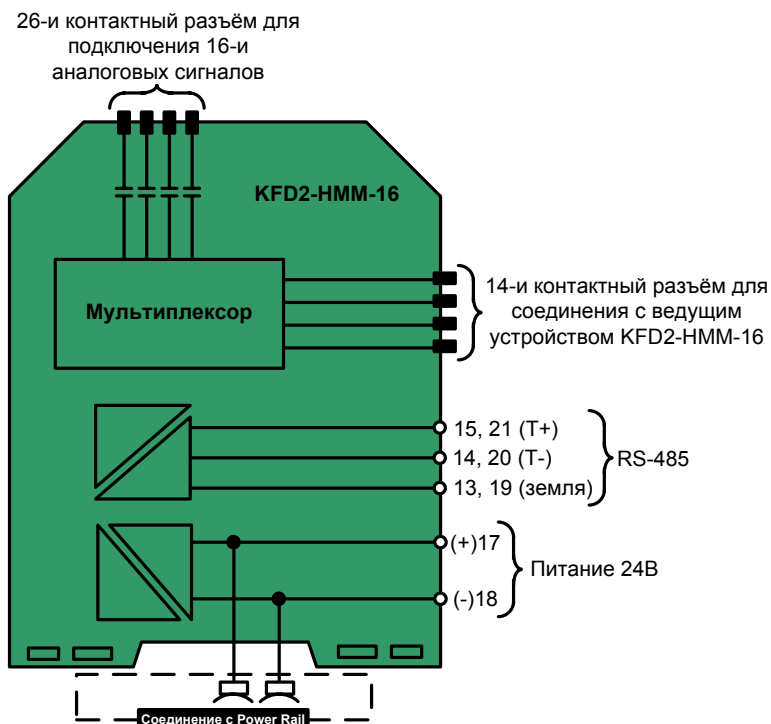 26-и контактный разъём для
подключения 16-и
аналоговых сигналов
KFD2-HMM-16
Мультиплексор
14-и контактный разъём для
соединения с ведущим
устройством KFD2-HMM-16
15, 21 (T+)
14, 20 (T-)
RS-485
13, 19 (земля)
(+)17
Питание 24В
(-)18
Соединение с Power Rail